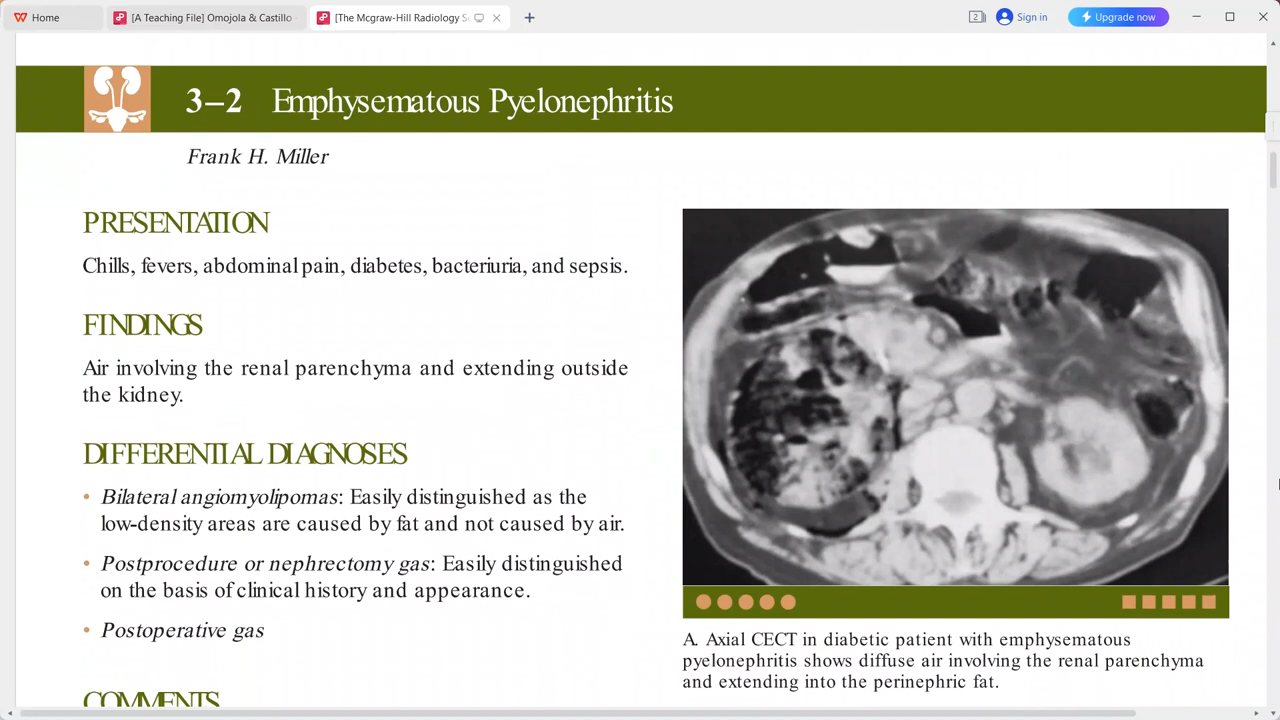 Home
[A Teaching File] Omojola & Castillo
[The Mcgraw-Hill Radiology Se
2
Sign in
Upgrade now
3–2 Emphysematous Pyelonephritis
Frank H. Miller
PRESENTATION
Chills, fevers, abdominal pain, diabetes, bacteriuria, and sepsis.
FINDINGS
Air involving the renal parenchyma and extending outside
the kidney.
DIFFERENTIAL DIAGNOSES
• Bilateral angiomyolipomas: Easily distinguished as the
low-density areas are caused by fat and not caused by air.
• Postprocedure or nephrectomy gas: Easily distinguished
on the basis of clinical history and appearance.
• Postoperative gas
COMMENTS
A. Axial CECT in diabetic patient with emphysematous
pyelonephritis shows diffuse air involving the renal parenchyma
and extending into the perinephric fat.